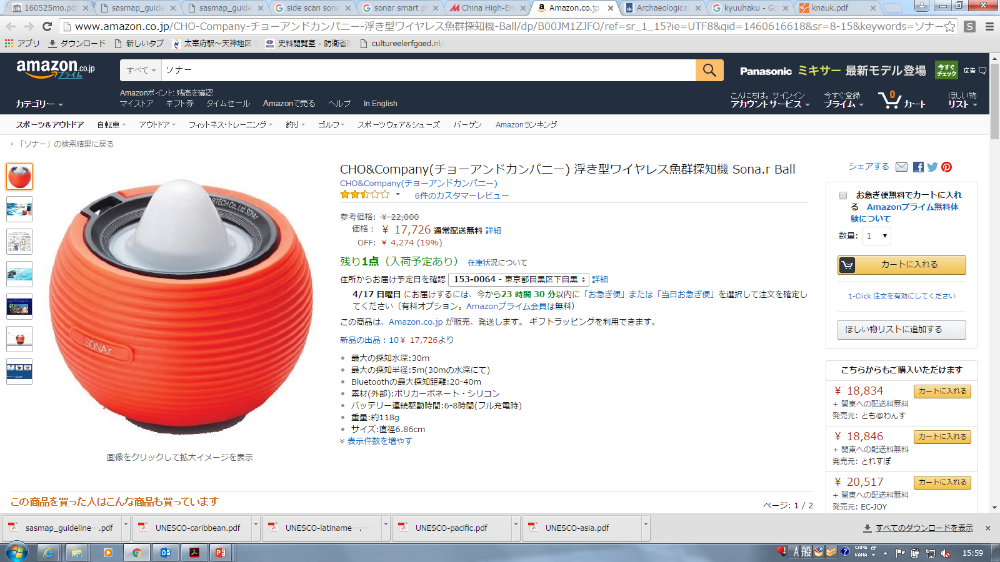 160525mo.pd
sasmap_guide
sasmap_guide
side scan sona
sonar smart p
China High-En
Amazon.co.jp
Archaeological
kyuuhaku - Go
knauk.pdf
www.amazon.co.jp/CHO-Company-チョーアンドカンパニー-浮き型ワイヤレス魚群探知機-Ball/dp/B00JM1ZJFO/ref=sr_1_15?ie=UTF8&qid=1460616618&sr=8-15&keywords=ソナー
アプリ
ダウンロード
新しいタブ
太宰府駅～天神地区
史料閲覧室 - 防衛省
cultureelerfgoed.nl/
amazon.co.jp
プライム
すべて
ソナー
Panasonic ミキサー 最新モデル登場
今すぐ
チェック
広告
Amazonポイント: 残高を確認
カテゴリー
マイストア ギフト券 タイムセール Amazonで売る ヘルプ In English
こんにちは。サインイン
アカウントサービス
今すぐ登録
プライム
0
カート
ほしい物
リスト
スポーツ&アウトドア 自転車 アウトドア フィットネス・トレーニング 釣り ゴルフ スポーツウェア&シューズ バーゲン Amazonランキング
‹ 「ソナー」の検索結果に戻る
CHO&Company(チョーアンドカンパニー) 浮き型ワイヤレス魚群探知機 Sona.r Ball
CHO&Company(チョーアンドカンパニー)
6件のカスタマーレビュー
参考価格: ￥ 22,000
価格： ￥ 17,726 通常配送無料 詳細
OFF: ￥ 4,274 (19%)
残り1点（入荷予定あり） 在庫状況について
住所からお届け予定日を確認 153-0064 - 東京都目黒区下目黒 詳細
4/17 日曜日 にお届けするには、今から23 時間 30 分以内に「お急ぎ便」または「当日お急ぎ便」を選択して注文を確定し
てください（有料オプション。Amazonプライム会員は無料）
この商品は、Amazon.co.jp が販売、発送します。 ギフトラッピングを利用できます。
新品の出品：10￥ 17,726より
最大の探知水深:30m
最大の探知半径:5m(30mの水深にて)
Bluetoothの最大探知距離:20-40m
素材(外部):ポリカーボネート・シリコン
バッテリー連続駆動時間:6-8時間(フル充電時)
重量:約118g
サイズ:直径6.86cm
表示件数を増やす
SONA.r
画像をクリックして拡大イメージを表示
シェアする
お急ぎ便無料でカートに入れ
る Amazonプライム無料体
験について
数量: 1
カートに入れる
1-Click 注文を有効にしてください
ほしい物リストに追加する
こちらからもご購入いただけます
￥ 18,834
カートに入れる
+ 関東への配送料無料
発売元: とも@わんす
￥ 18,846
カートに入れる
+ 関東への配送料無料
発売元: とれすぽ
￥ 20,517
カートに入れる
+ 関東への配送料無料
発売元: EC-JOY
この商品を買った人はこんな商品も買っています
ページ: 1 / 2
sasmap_guideline….pdf
UNESCO-caribbean.pdf
UNESCO-latiname….…
UNESCO-pacific.pdf
UNESCO-asia.pdf
すべてのダウンロードを表示
A 般
CAPS
KANA
15:59